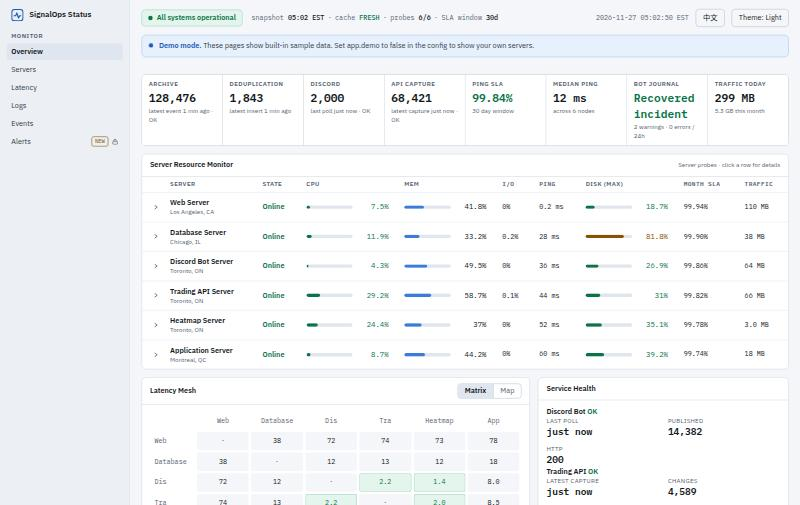 SignalOps Status
MONITOR
Overview
Servers
Latency
Logs
Events
Alerts NEW
All systems operational
snapshot 05:02 EST · cache FRESH · probes 6/6 · SLA window 30d
2026-11-27 05:02:50 EST
中文
Theme: Light
Demo mode. These pages show built-in sample data. Set app.demo to false in the config to show your own servers.
ARCHIVE
128,476
latest event 1 min ago · OK
DEDUPLICATION
1,843
latest insert 1 min ago
DISCORD
2,000
last poll just now · OK
API CAPTURE
68,421
latest capture just now · OK
PING SLA
99.84%
30 day window
MEDIAN PING
12 ms
across 6 nodes
BOT JOURNAL
Recovered incident
2 warnings · 0 errors / 24h
TRAFFIC TODAY
299 MB
5.3 GB this month
Server Resource Monitor
Server probes · click a row for details
SERVER STATE CPU MEM I/O PING DISK (MAX) MONTH SLA TRAFFIC
Web Server Online 7.5% 41.8% 0% 0.2 ms 18.7% 99.94% 110 MB
Los Angeles, CA
Database Server Online 11.9% 33.2% 0.2% 28 ms 81.8% 99.90% 38 MB
Chicago, IL
Discord Bot Server Online 4.3% 49.5% 0% 36 ms 26.9% 99.86% 64 MB
Toronto, ON
Trading API Server Online 29.2% 58.7% 0.1% 44 ms 31% 99.82% 66 MB
Toronto, ON
Heatmap Server Online 24.4% 37% 0% 52 ms 35.1% 99.78% 3.0 MB
Toronto, ON
Application Server Online 8.7% 44.2% 0% 60 ms 39.2% 99.74% 18 MB
Montreal, QC
Latency Mesh
Matrix Map
Web Database Dis Tra Heatmap App
Web · 38 72 74 73 78
Database 38 · 12 13 12 18
Dis 72 12 · 2.2 1.4 8.0
Tra 74 13 2.2 · 2.0 8.5
Service Health
Discord Bot OK
LAST POLL
just now
PUBLISHED
14,382
HTTP
200
Trading API OK
LATEST CAPTURE
just now
CHANGES
4,589